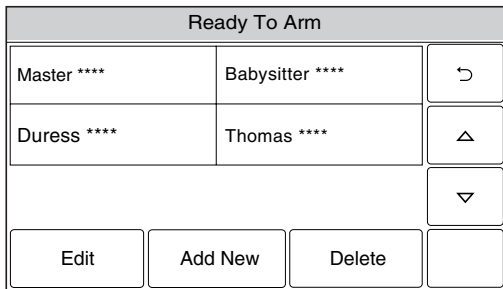 Ready To Arm
Master ****
Babysitter ****
Duress ****
Thomas ****
Edit
Add New
Delete